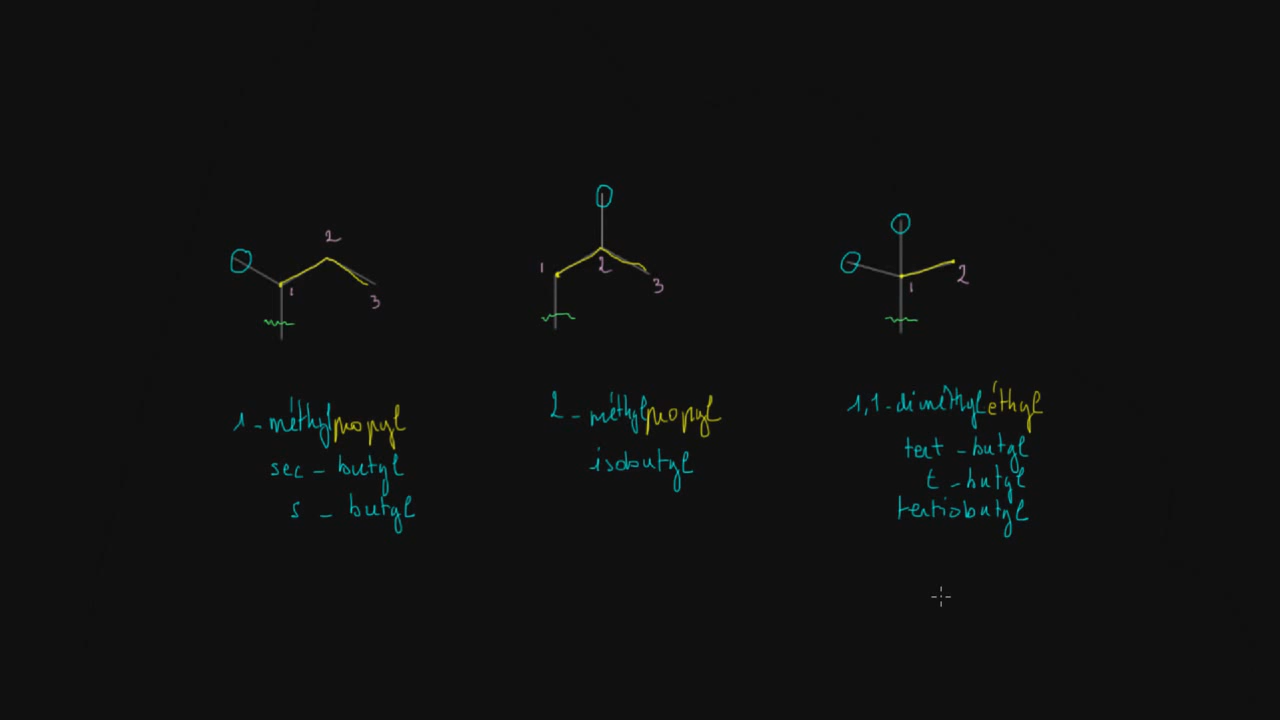 2
1
3
1
2
3
1
2
1-méthylpropyl
sec-butyl
s-butyl
2-méthylpropyl
isobutyl
1,1-diméthyléthyl
tert-butyl
t-butyl
tertiobutyl